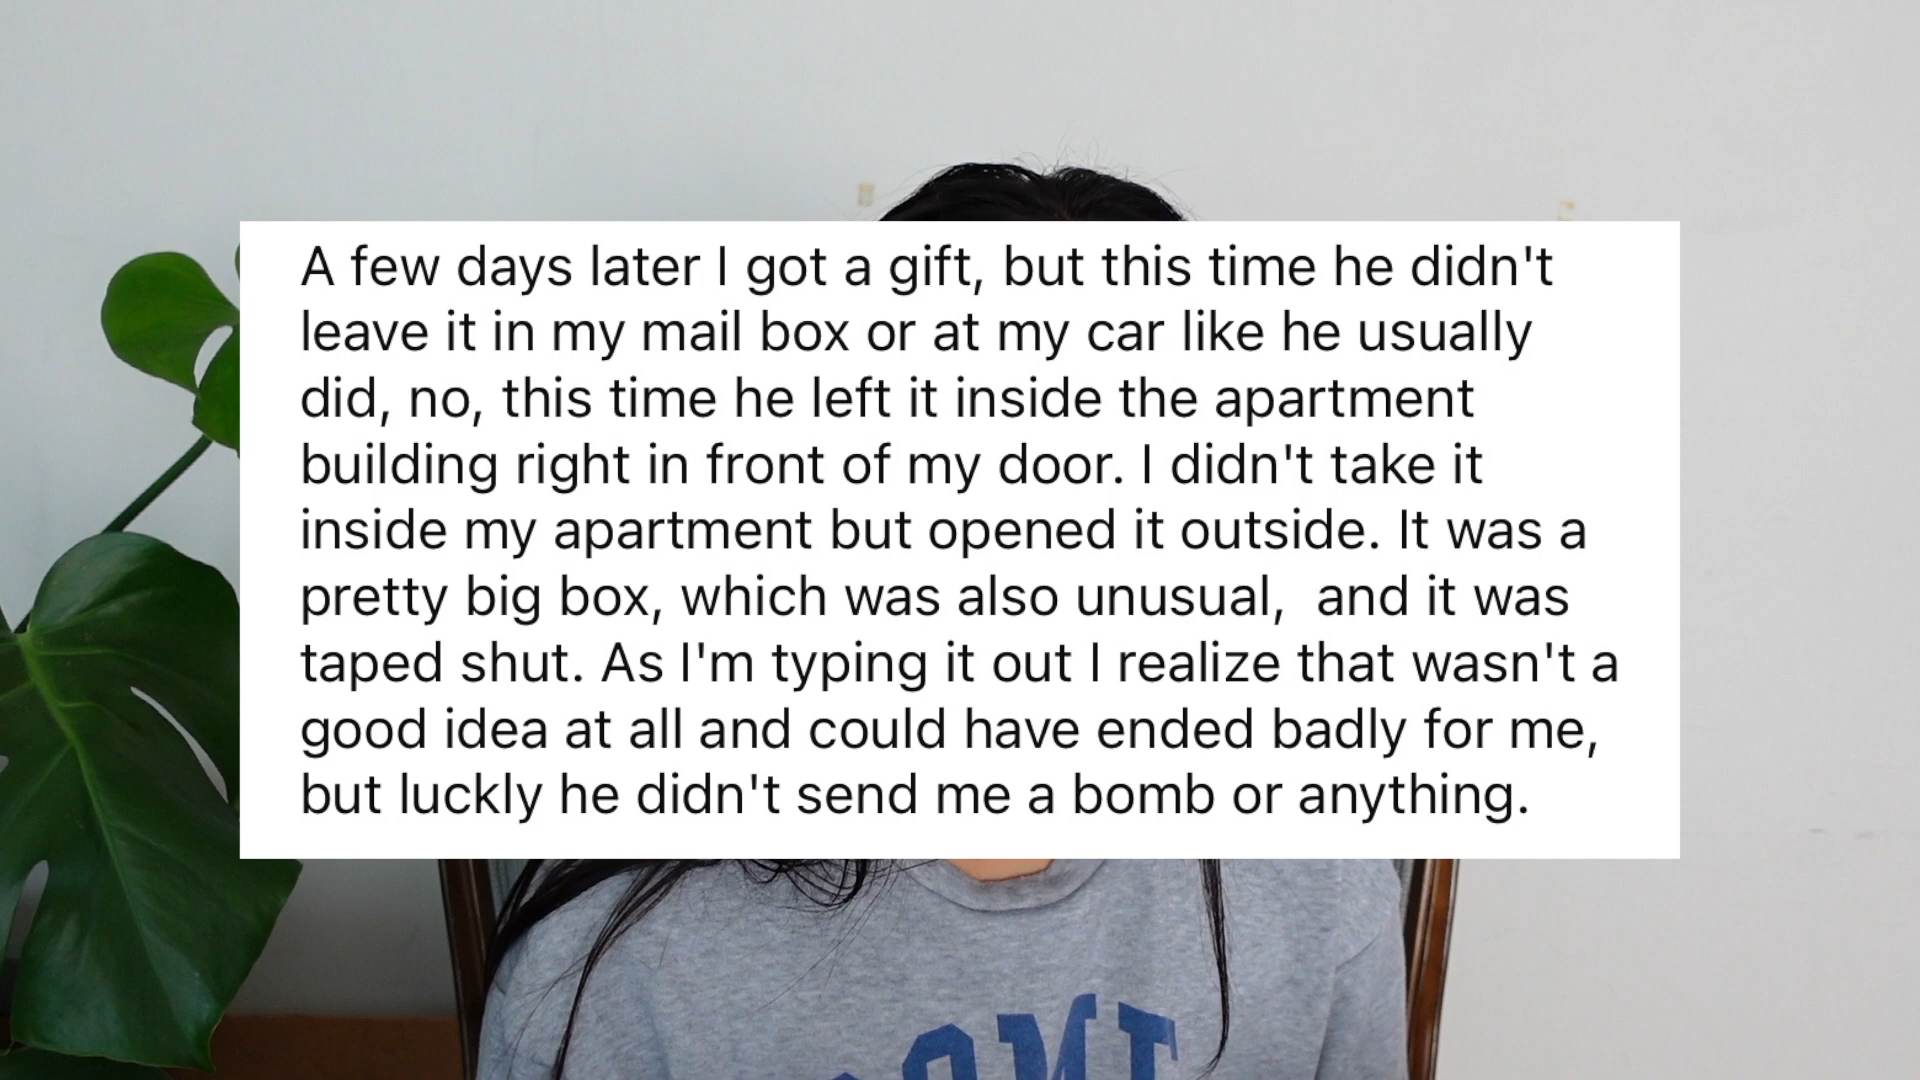 A few days later I got a gift, but this time he didn't
leave it in my mail box or at my car like he usually
did, no, this time he left it inside the apartment
building right in front of my door. I didn't take it
inside my apartment but opened it outside. It was a
pretty big box, which was also unusual,  and it was
taped shut. As I'm typing it out I realize that wasn't a
good idea at all and could have ended badly for me,
but luckly he didn't send me a bomb or anything.